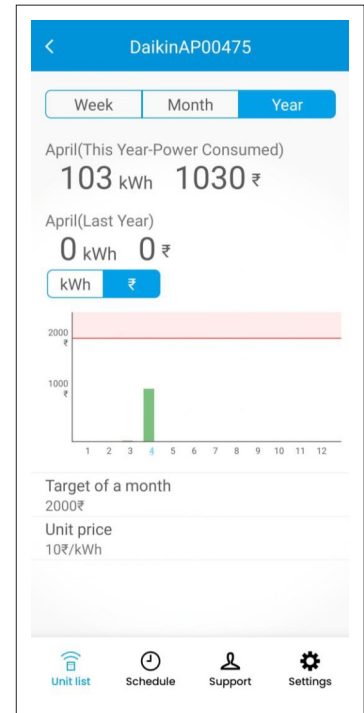 DaikinAP00475
Week Month Year
April(This Year-Power Consumed)
103 kWh 1030 ₹
April(Last Year)
0 kWh 0 ₹
kWh ₹
2000
₹
1000
₹
1 2 3 4 5 6 7 8 9 10 11 12
Target of a month
2000₹
Unit price
10₹/kWh
Unit list Schedule Support Settings